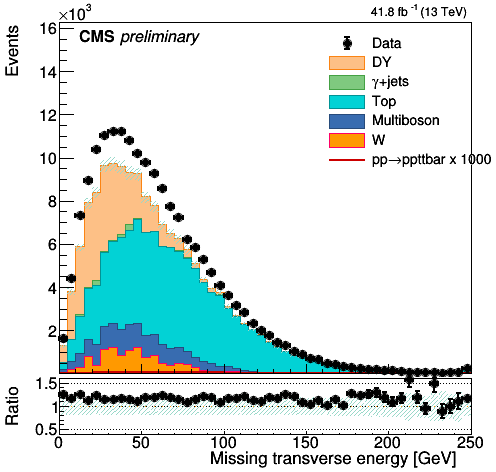 ×10³
41.8 fb⁻¹ (13 TeV)
CMS preliminary
Events
16
14
12
10
8
6
4
2
Data
DY
γ+jets
Top
Multiboson
W
pp→ppttbar x 1000
Ratio
1.5
1
0.5
0 50 100 150 200 250
Missing transverse energy [GeV]